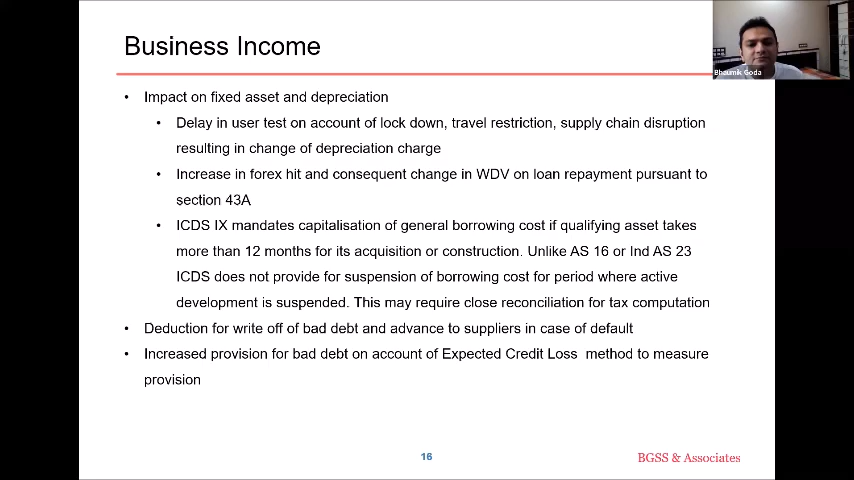 Business Income
Bhaumik Goda
• Impact on fixed asset and depreciation
• Delay in user test on account of lock down, travel restriction, supply chain disruption
resulting in change of depreciation charge
• Increase in forex hit and consequent change in WDV on loan repayment pursuant to
section 43A
• ICDS IX mandates capitalisation of general borrowing cost if qualifying asset takes
more than 12 months for its acquisition or construction. Unlike AS 16 or Ind AS 23
ICDS does not provide for suspension of borrowing cost for period where active
development is suspended. This may require close reconciliation for tax computation
• Deduction for write off of bad debt and advance to suppliers in case of default
• Increased provision for bad debt on account of Expected Credit Loss method to measure
provision
16
BGSS & Associates